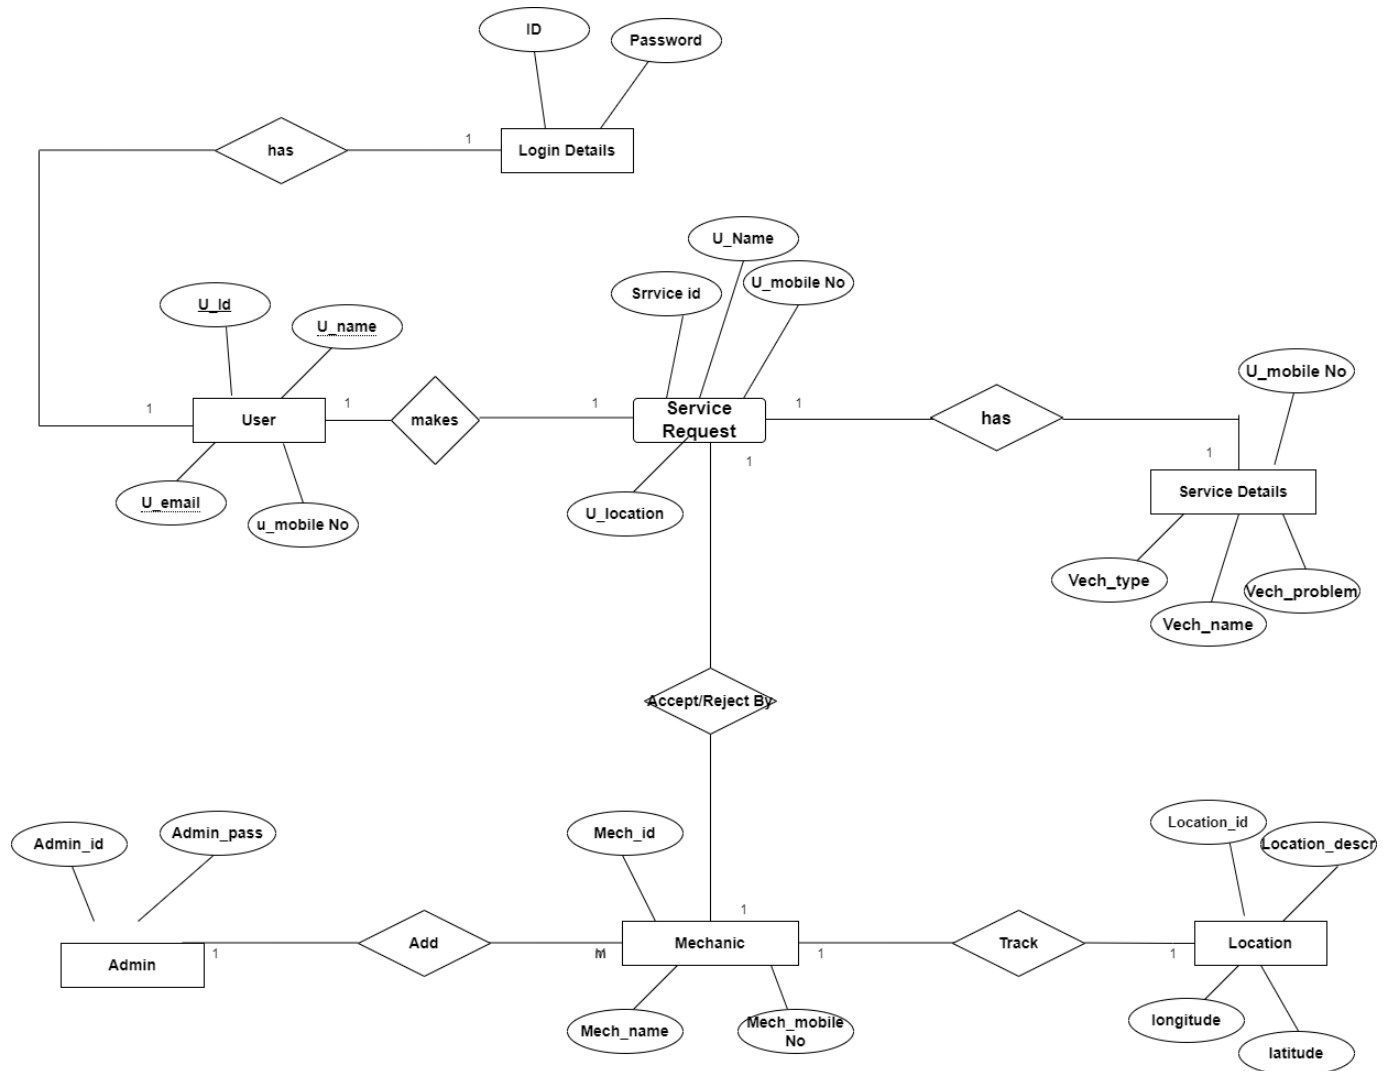 ID
Password
has
1
Login Details
U_Name
U_mobile No
Srrvice id
U_Id
U_name
1
User
1
makes
1
Service
Request
1
has
U_mobile No
1
Service Details
1
U_email
u_mobile No
U_location
Vech_type
Vech_problem
Vech_name
Accept/Reject By
Location_id
Location_descr
Admin_id
Admin_pass
Mech_id
1
Admin
1
Add
M
Mechanic
1
Track
1
Location
Mech_name
Mech_mobile
No
longitude
latitude